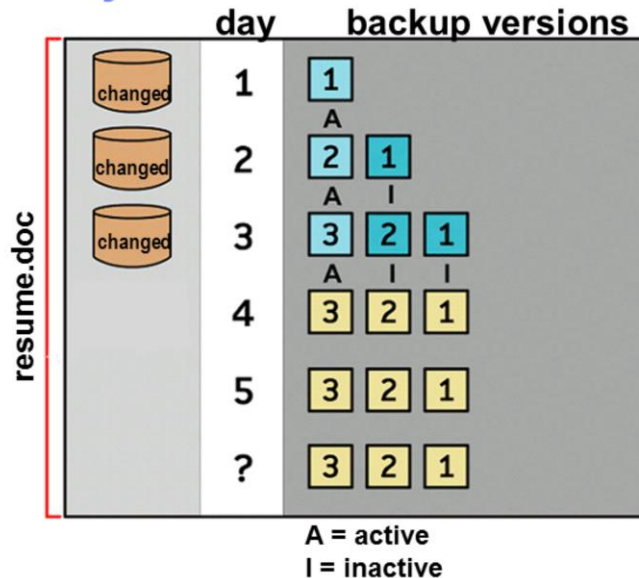 day backup versions
changed 1 1
A
changed 2 2 1
A I
changed 3 3 2 1
A I I
4 3 2 1
5 3 2 1
? 3 2 1
resume.doc
A = active
I = inactive